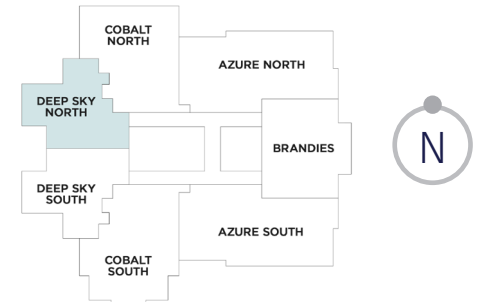 COBALT
NORTH
AZURE NORTH
DEEP SKY
NORTH
BRANDIES
N
DEEP SKY
SOUTH
AZURE SOUTH
COBALT
SOUTH